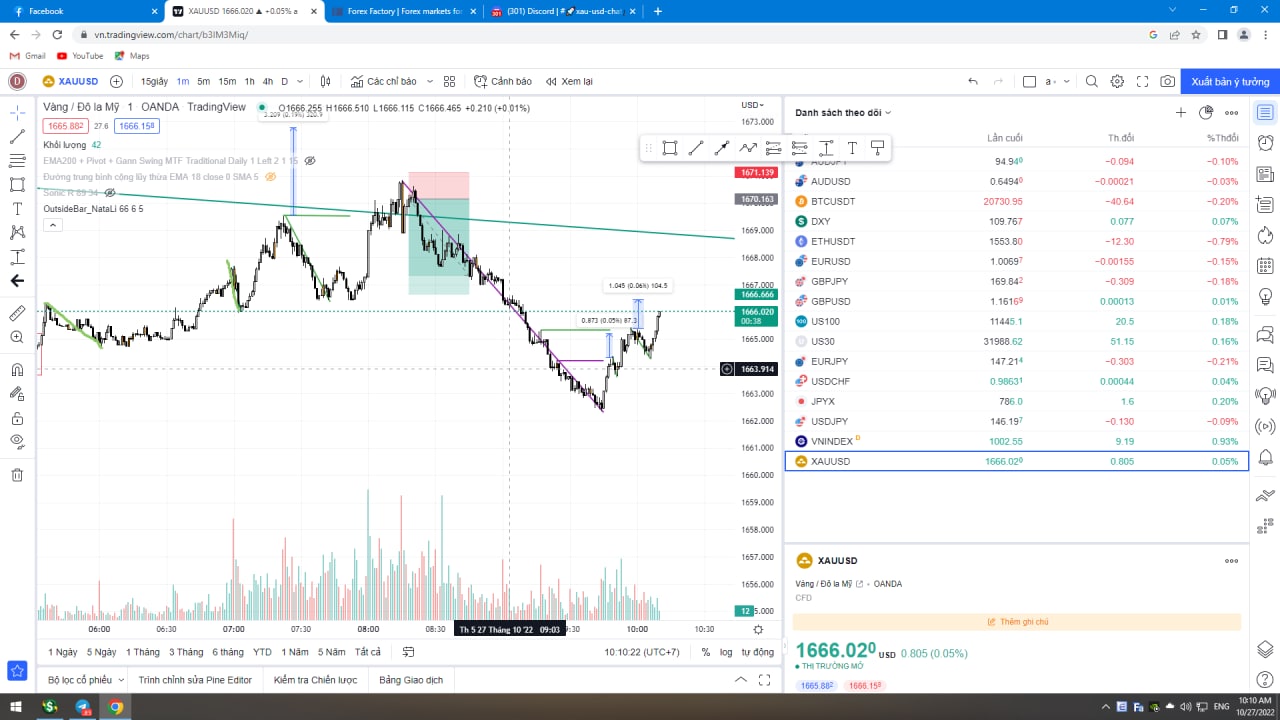 Facebook
XAUUSD 1666.020 ▲ +0.05% a
Forex Factory | Forex markets for
(301) Discord | #🚀xau-usd-chat
vn.tradingview.com/chart/b3IM3Miq/
Gmail YouTube Maps
D XAUUSD 15giây 1m 5m 15m 1h 4h D Các chỉ báo Cảnh báo Xem lại Xuất bản ý tưởng
Vàng / Đô la Mỹ 1 OANDA TradingView O1666.255 H1666.510 L1666.115 C1666.465 +0.210 (+0.01%)
1665.882 27.6 1666.158
Khối lượng 42
EMA200 + Pivot + Gann Swing MTF Traditional Daily 1 Left 2 1 15
Đường trung bình cộng lũy thừa EMA 18 close 0 SMA 5
Sonic R 89 34
OutsideBar_NataLi 66 6 5
3.209 (0.19%) 320.9
1.045 (0.06%) 104.5
0.873 (0.05%) 87.3
USD
1673.000
1671.139
1670.163
1669.000
1668.000
1667.000
1666.666
1666.020
00:38
1665.000
1663.914
1663.000
1662.000
1661.000
1660.000
1659.000
1658.000
1657.000
1656.000
12
06:00 06:30 07:00 07:30 08:00 08:30 Th 5 27 Tháng 10 '22 09:03 10:00 10:30
1 Ngày 5 Ngày 1 Tháng 3 Tháng 6 tháng YTD 1 Năm 5 Năm Tất cả 10:10:22 (UTC+7) % log tự động
Bộ lọc cổ phiếu Trình chỉnh sửa Pine Editor Kiểm tra Chiến lược Bảng Giao dịch
Danh sách theo dõi
Lần cuối Th.đổi %Thđổi
AUDJPY 94.940 −0.094 −0.10%
AUDUSD 0.64940 −0.00021 −0.03%
BTCUSDT 20730.95 −40.64 −0.20%
DXY 109.767 0.077 0.07%
ETHUSDT 1553.80 −12.30 −0.79%
EURUSD 1.00697 −0.00155 −0.15%
GBPJPY 169.842 −0.309 −0.18%
GBPUSD 1.16169 0.00013 0.01%
US100 11445.1 20.5 0.18%
US30 31988.62 51.15 0.16%
EURJPY 147.214 −0.303 −0.21%
USDCHF 0.98631 0.00044 0.04%
JPYX 786.0 1.6 0.20%
USDJPY 146.197 −0.130 −0.09%
VNINDEX D 1002.55 9.19 0.93%
XAUUSD 1666.020 0.805 0.05%
XAUUSD
Vàng / Đô la Mỹ • OANDA
CFD
Thêm ghi chú
1666.020 USD 0.805 (0.05%)
THỊ TRƯỜNG MỞ
1665.882 1666.158
ENG 10:10 AM
10/27/2022